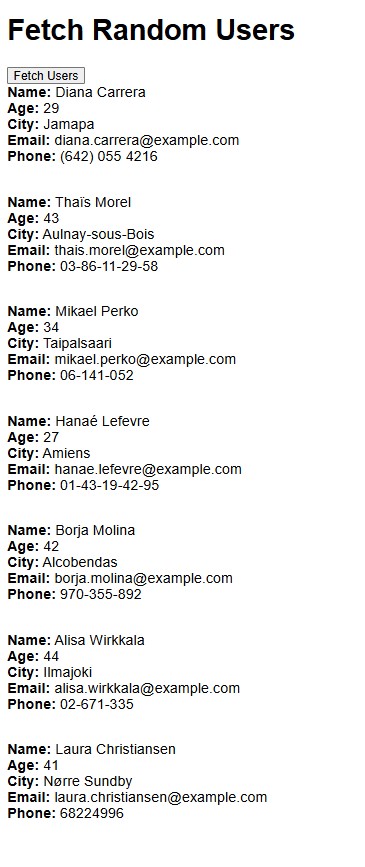 Fetch Random Users
Fetch Users
Name: Diana Carrera
Age: 29
City: Jamapa
Email: diana.carrera@example.com
Phone: (642) 055 4216
Name: Thaïs Morel
Age: 43
City: Aulnay-sous-Bois
Email: thais.morel@example.com
Phone: 03-86-11-29-58
Name: Mikael Perko
Age: 34
City: Taipalsaari
Email: mikael.perko@example.com
Phone: 06-141-052
Name: Hanaé Lefevre
Age: 27
City: Amiens
Email: hanae.lefevre@example.com
Phone: 01-43-19-42-95
Name: Borja Molina
Age: 42
City: Alcobendas
Email: borja.molina@example.com
Phone: 970-355-892
Name: Alisa Wirkkala
Age: 44
City: Ilmajoki
Email: alisa.wirkkala@example.com
Phone: 02-671-335
Name: Laura Christiansen
Age: 41
City: Nørre Sundby
Email: laura.christiansen@example.com
Phone: 68224996